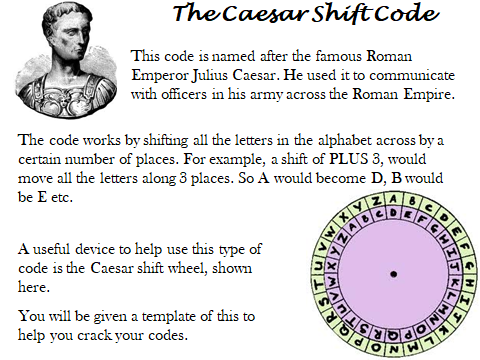 The Caesar Shift Code
This code is named after the famous Roman
Emperor Julius Caesar. He used it to communicate
with officers in his army across the Roman Empire.
The code works by shifting all the letters in the alphabet across by a
certain number of places. For example, a shift of PLUS 3, would
move all the letters along 3 places. So A would become D, B would
be E etc.
A useful device to help use this type of
code is the Caesar shift wheel, shown
here.
You will be given a template of this to
help you crack your codes.
A B C D E F G H I J K L M N O P Q R S T U V W X Y Z
A B C D E F G H I J K L M N O P Q R S T U V W X Y Z